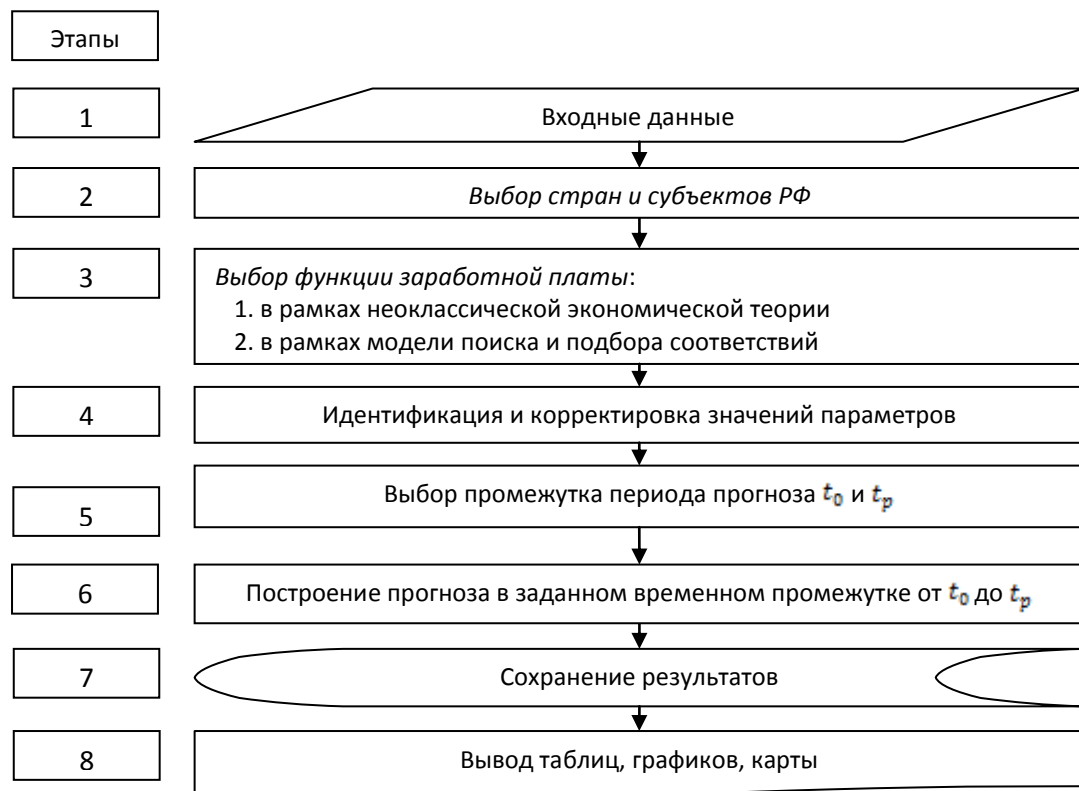 Этапы
1
Входные данные
2
Выбор стран и субъектов РФ
3
Выбор функции заработной платы:
1. в рамках неоклассической экономической теории
2. в рамках модели поиска и подбора соответствий
4
Идентификация и корректировка значений параметров
5
Выбор промежутка периода прогноза t₀ и tₚ
6
Построение прогноза в заданном временном промежутке от t₀ до tₚ
7
Сохранение результатов
8
Вывод таблиц, графиков, карты